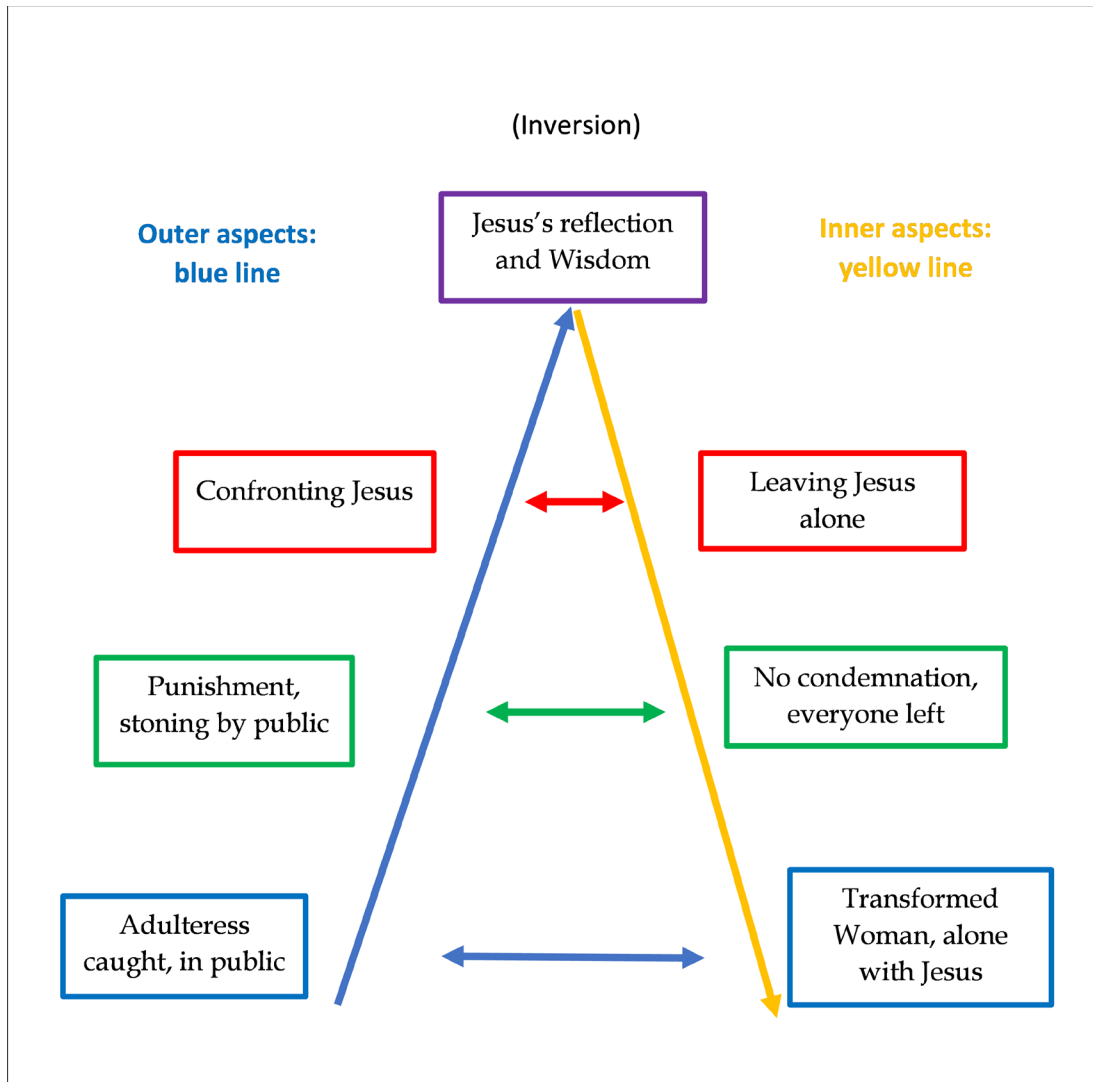 (Inversion)
Jesus’s reflection
and Wisdom
Outer aspects:
blue line
Inner aspects:
yellow line
Confronting Jesus
Leaving Jesus
alone
Punishment,
stoning by public
No condemnation,
everyone left
Adulteress
caught, in public
Transformed
Woman, alone
with Jesus